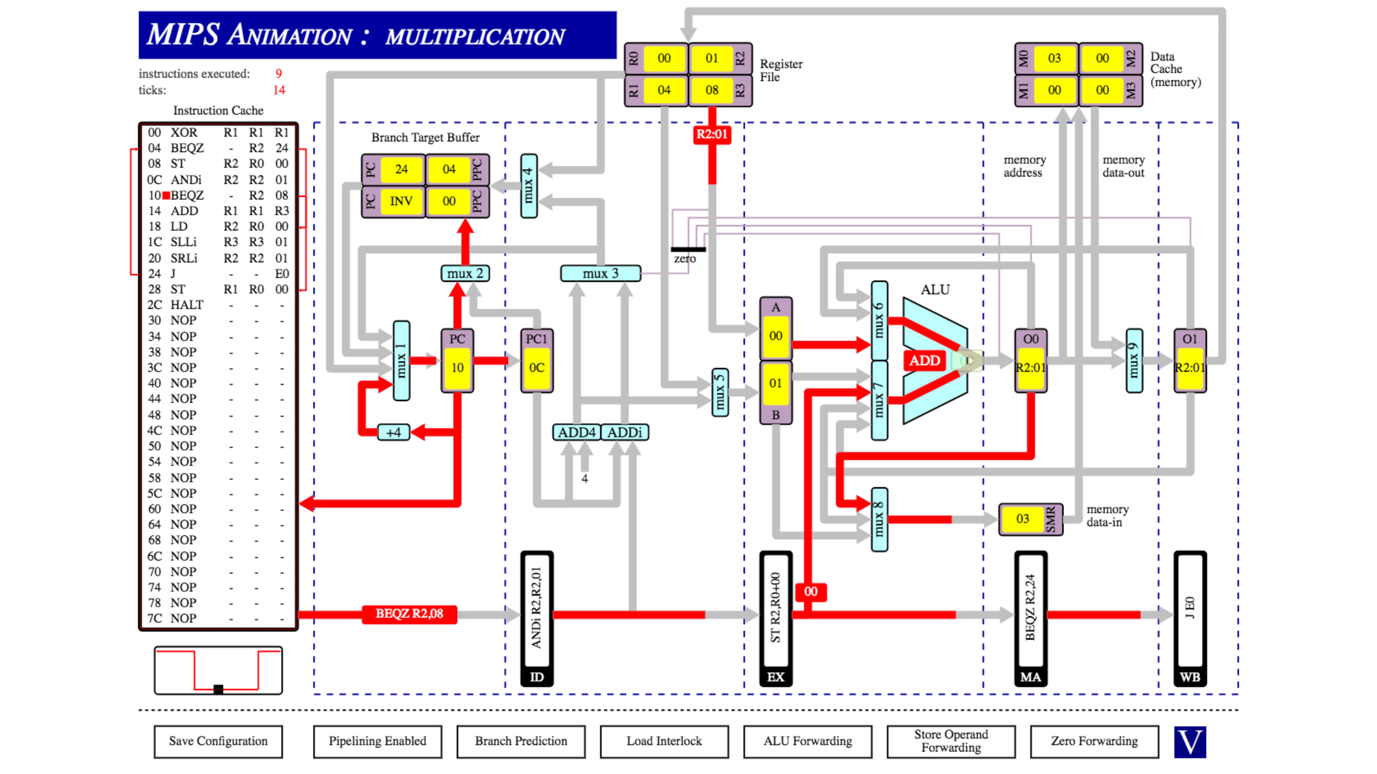 MIPS ANIMATION : MULTIPLICATION
instructions executed: 9
ticks: 14
Instruction Cache
00 XOR R1 R1 R1
04 BEQZ - R2 24
08 ST R2 R0 00
0C ANDi R2 R2 01
10 BEQZ - R2 08
14 ADD R1 R1 R3
18 LD R2 R0 00
1C SLLi R3 R3 01
20 SRLi R2 R2 01
24 J - - E0
28 ST R1 R0 00
2C HALT - - -
30 NOP - - -
34 NOP - - -
38 NOP - - -
3C NOP - - -
40 NOP - - -
44 NOP - - -
48 NOP - - -
4C NOP - - -
50 NOP - - -
54 NOP - - -
58 NOP - - -
5C NOP - - -
60 NOP - - -
64 NOP - - -
68 NOP - - -
6C NOP - - -
70 NOP - - -
74 NOP - - -
78 NOP - - -
7C NOP - - -
R0 00 01 R2
R1 04 08 R3
Register
File
M0 03 00 M2
M1 00 00 M3
Data
Cache
(memory)
Branch Target Buffer
PC 24 04 PPC
PC INV 00 PPC
mux 4
R2:01
memory
address
memory
data-out
zero
mux 2
mux 3
mux 1
PC
10
PC1
0C
+4
ADD4 ADDi
4
mux 5
A
00
01
B
mux 6
mux 7
ALU
ADD
O0
R2:01
mux 9
O1
R2:01
mux 8
03 SMR
memory
data-in
00
BEQZ R2,08
ANDi R2,R2,01
ID
ST R2,R0+00
EX
BEQZ R2,24
MA
J E0
WB
Save Configuration
Pipelining Enabled
Branch Prediction
Load Interlock
ALU Forwarding
Store Operand
Forwarding
Zero Forwarding
V